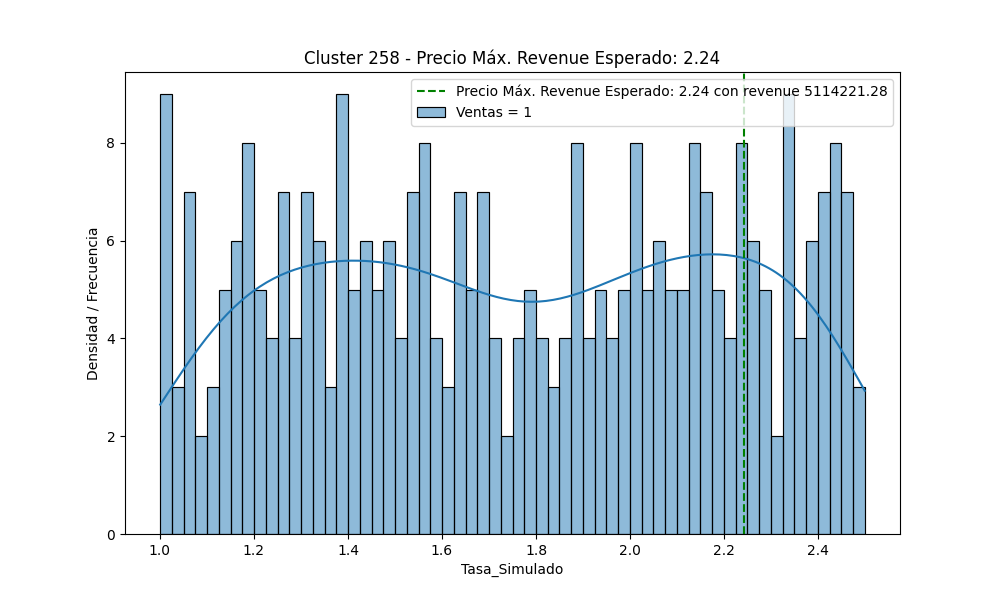 Cluster 258 - Precio Máx. Revenue Esperado: 2.24
Precio Máx. Revenue Esperado: 2.24 con revenue 5114221.28
Ventas = 1
Densidad / Frecuencia
8
6
4
2
0
1.0 1.2 1.4 1.6 1.8 2.0 2.2 2.4
Tasa_Simulado